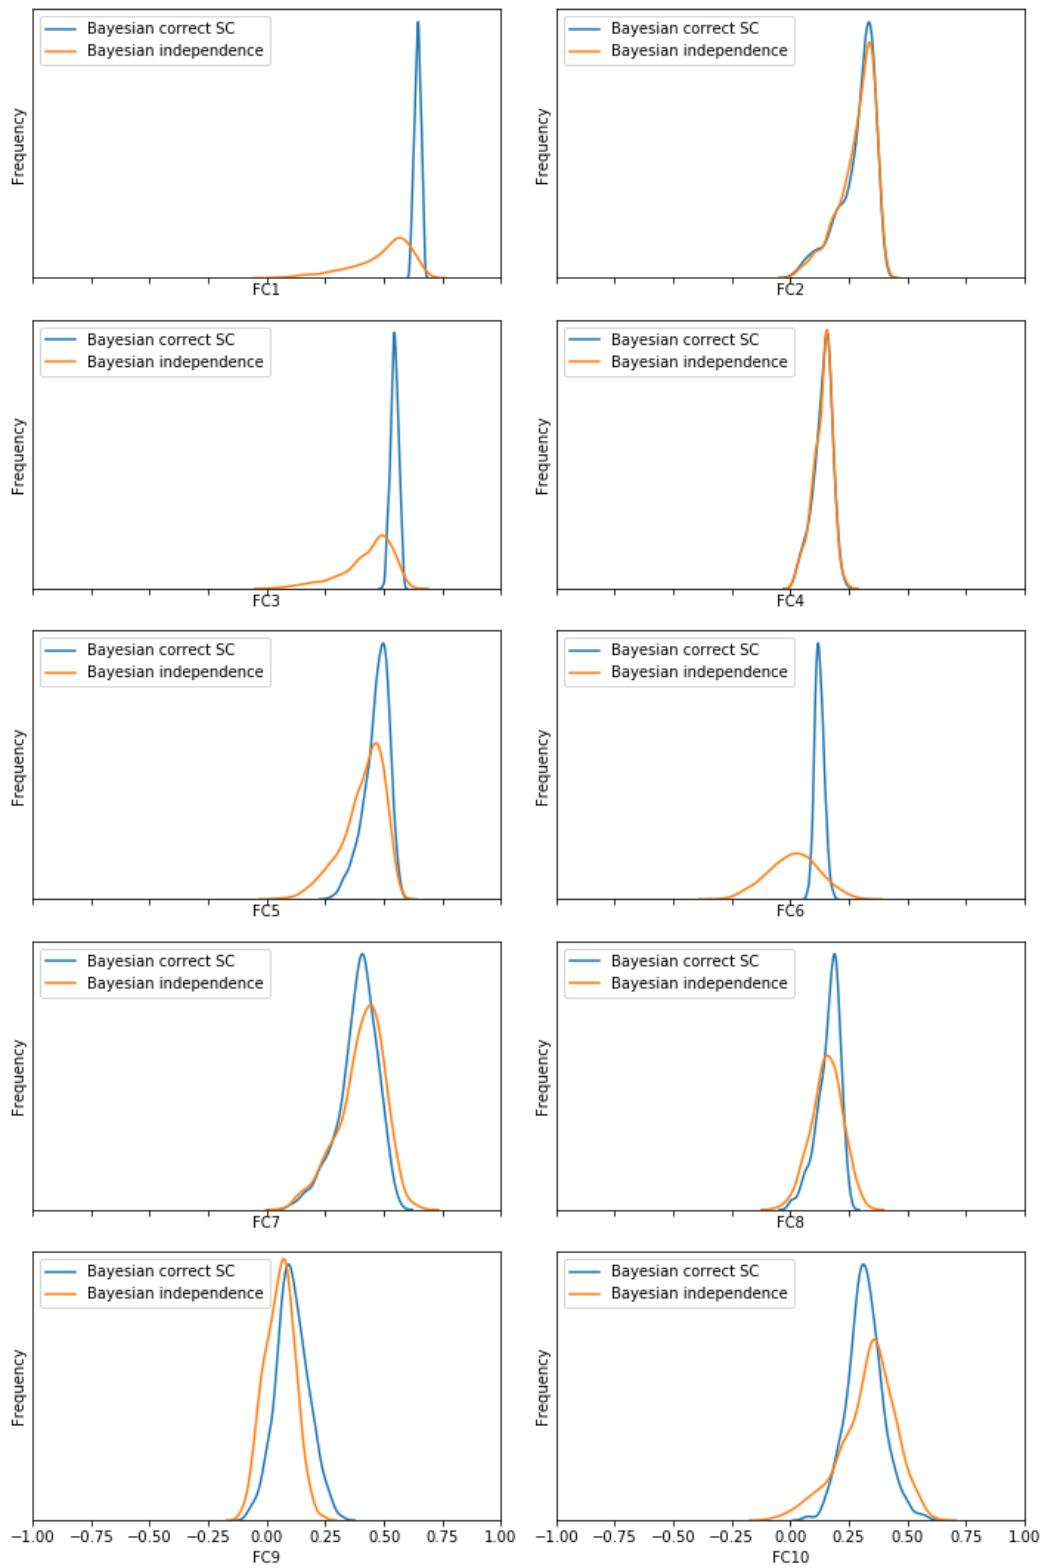 Bayesian correct SC
Bayesian independence
Frequency
FC1
Bayesian correct SC
Bayesian independence
Frequency
FC2
Bayesian correct SC
Bayesian independence
Frequency
FC3
Bayesian correct SC
Bayesian independence
Frequency
FC4
Bayesian correct SC
Bayesian independence
Frequency
FC5
Bayesian correct SC
Bayesian independence
Frequency
FC6
Bayesian correct SC
Bayesian independence
Frequency
FC7
Bayesian correct SC
Bayesian independence
Frequency
FC8
Bayesian correct SC
Bayesian independence
Frequency
−1.00 −0.75 −0.50 −0.25 0.00 0.25 0.50 0.75 1.00
FC9
Bayesian correct SC
Bayesian independence
Frequency
−1.00 −0.75 −0.50 −0.25 0.00 0.25 0.50 0.75 1.00
FC10